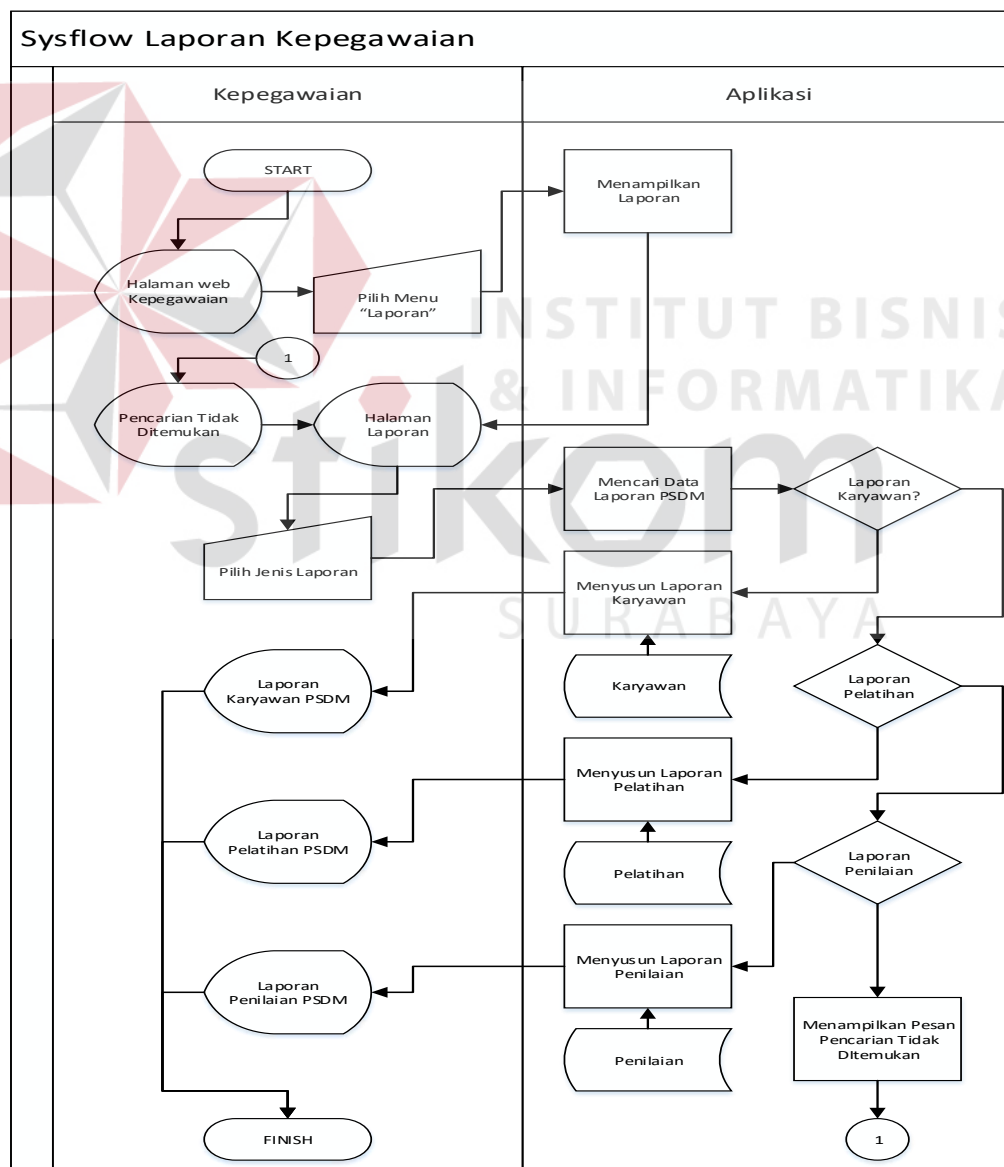 Sysflow Laporan Kepegawaian
Kepegawaian
Aplikasi
START
Menampilkan
Laporan
Halaman web
Kepegawaian
Pilih Menu
“Laporan”
INSTITUT BISNIS
& INFORMATIKA
stikom
SURABAYA
1
Pencarian Tidak
Ditemukan
Halaman
Laporan
Mencari Data
Laporan PSDM
Laporan
Karyawan?
Pilih Jenis Laporan
Menyusun Laporan
Karyawan
Laporan
Karyawan PSDM
Karyawan
Laporan
Pelatihan
Menyusun Laporan
Pelatihan
Laporan
Pelatihan PSDM
Pelatihan
Laporan
Penilaian
Menyusun Laporan
Penilaian
Laporan
Penilaian PSDM
Penilaian
Menampilkan Pesan
Pencarian Tidak
DItemukan
FINISH
1